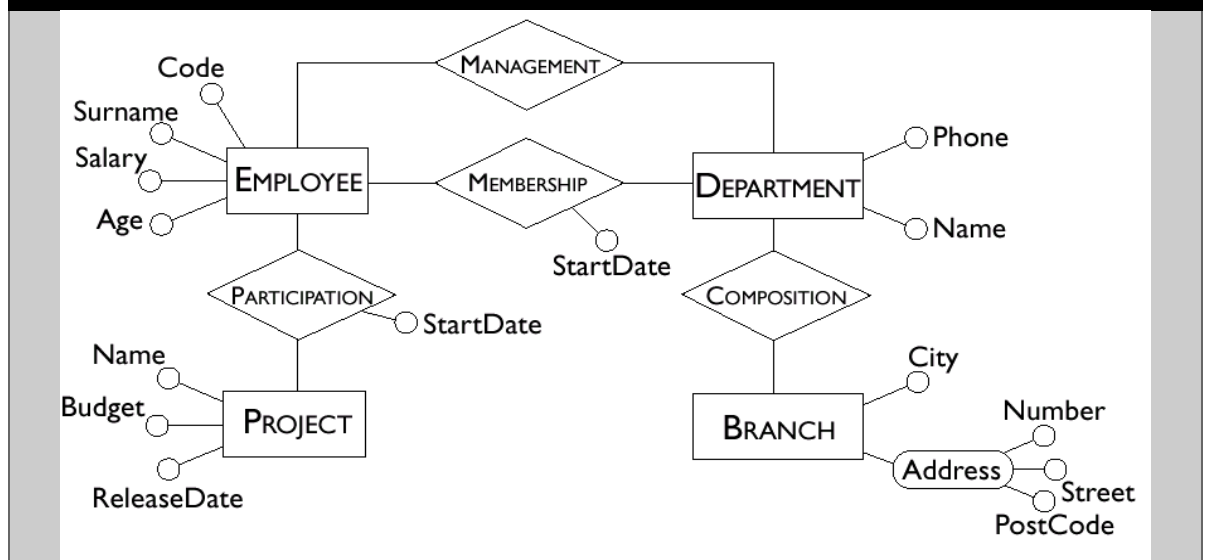 MANAGEMENT
Code
Surname
Salary
Age
EMPLOYEE
MEMBERSHIP
StartDate
DEPARTMENT
Phone
Name
PARTICIPATION
StartDate
COMPOSITION
Name
Budget
ReleaseDate
PROJECT
BRANCH
City
Address
Number
Street
PostCode